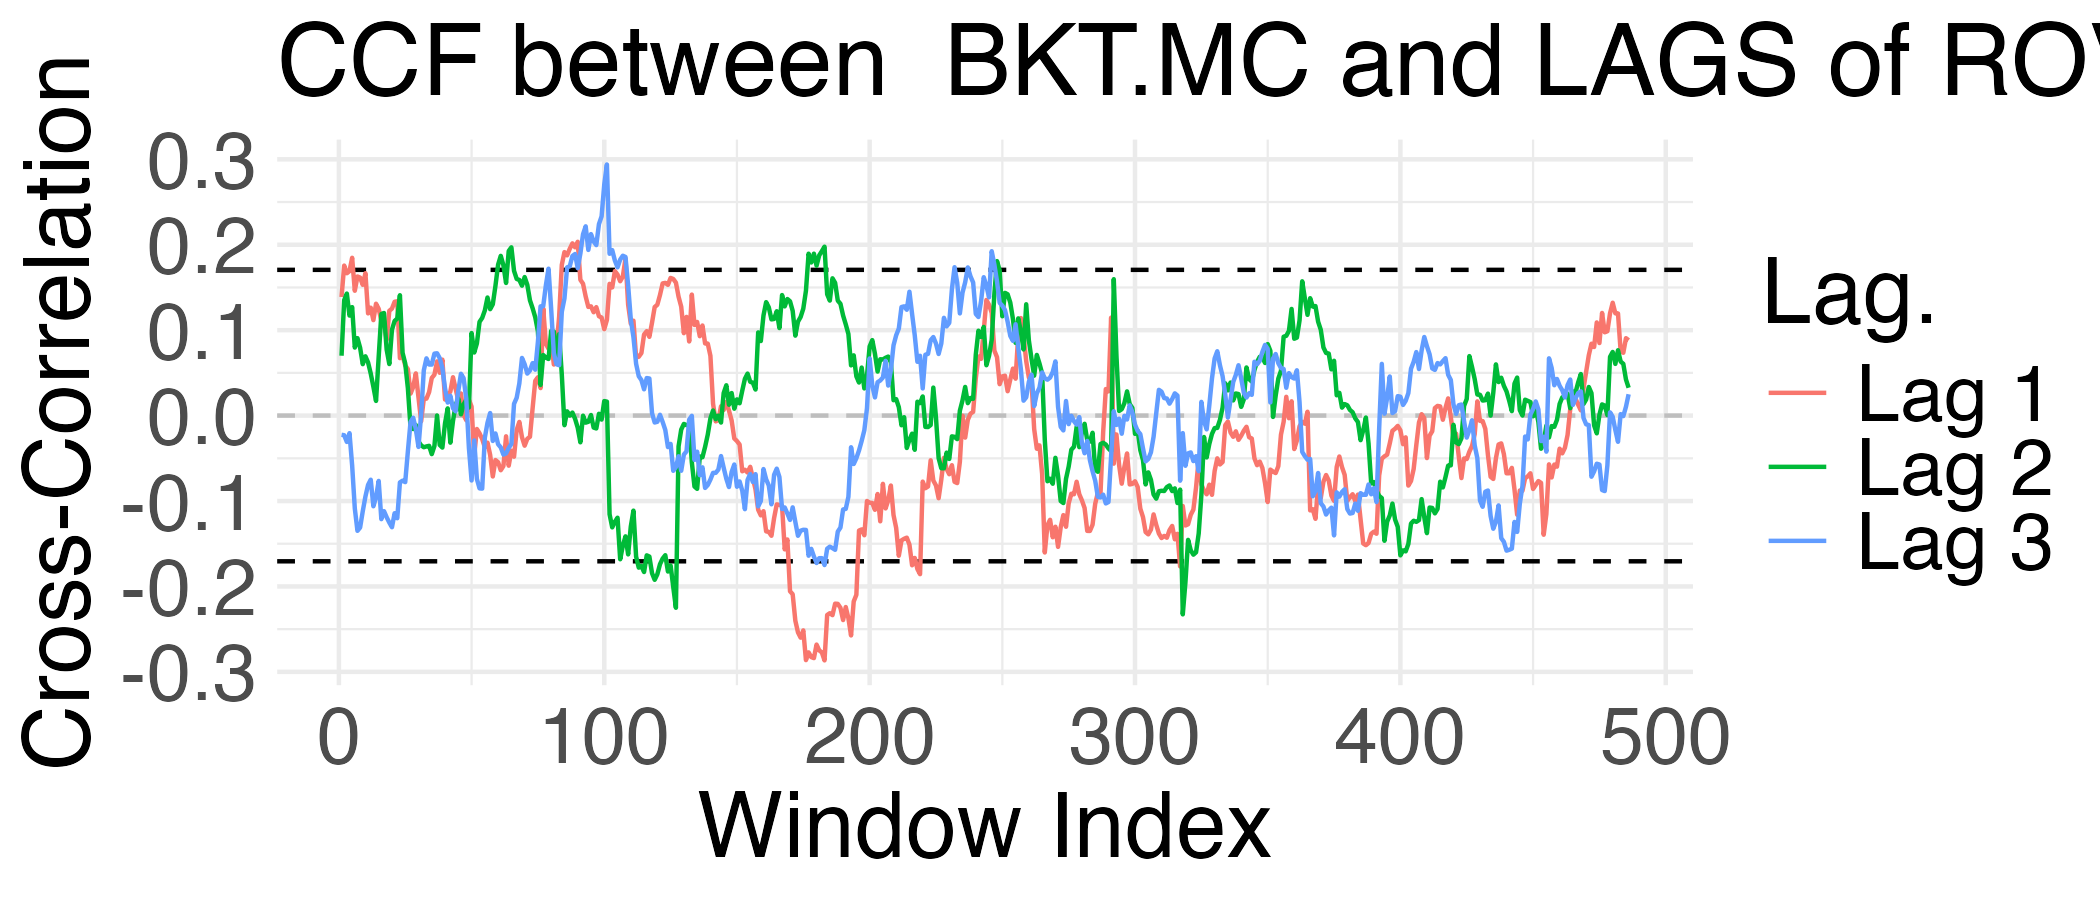 CCF between BKT.MC and LAGS of ROV
Cross-Correlation
0.3
0.2
0.1
0.0
-0.1
-0.2
-0.3
0 100 200 300 400 500
Window Index
Lag.
Lag 1
Lag 2
Lag 3